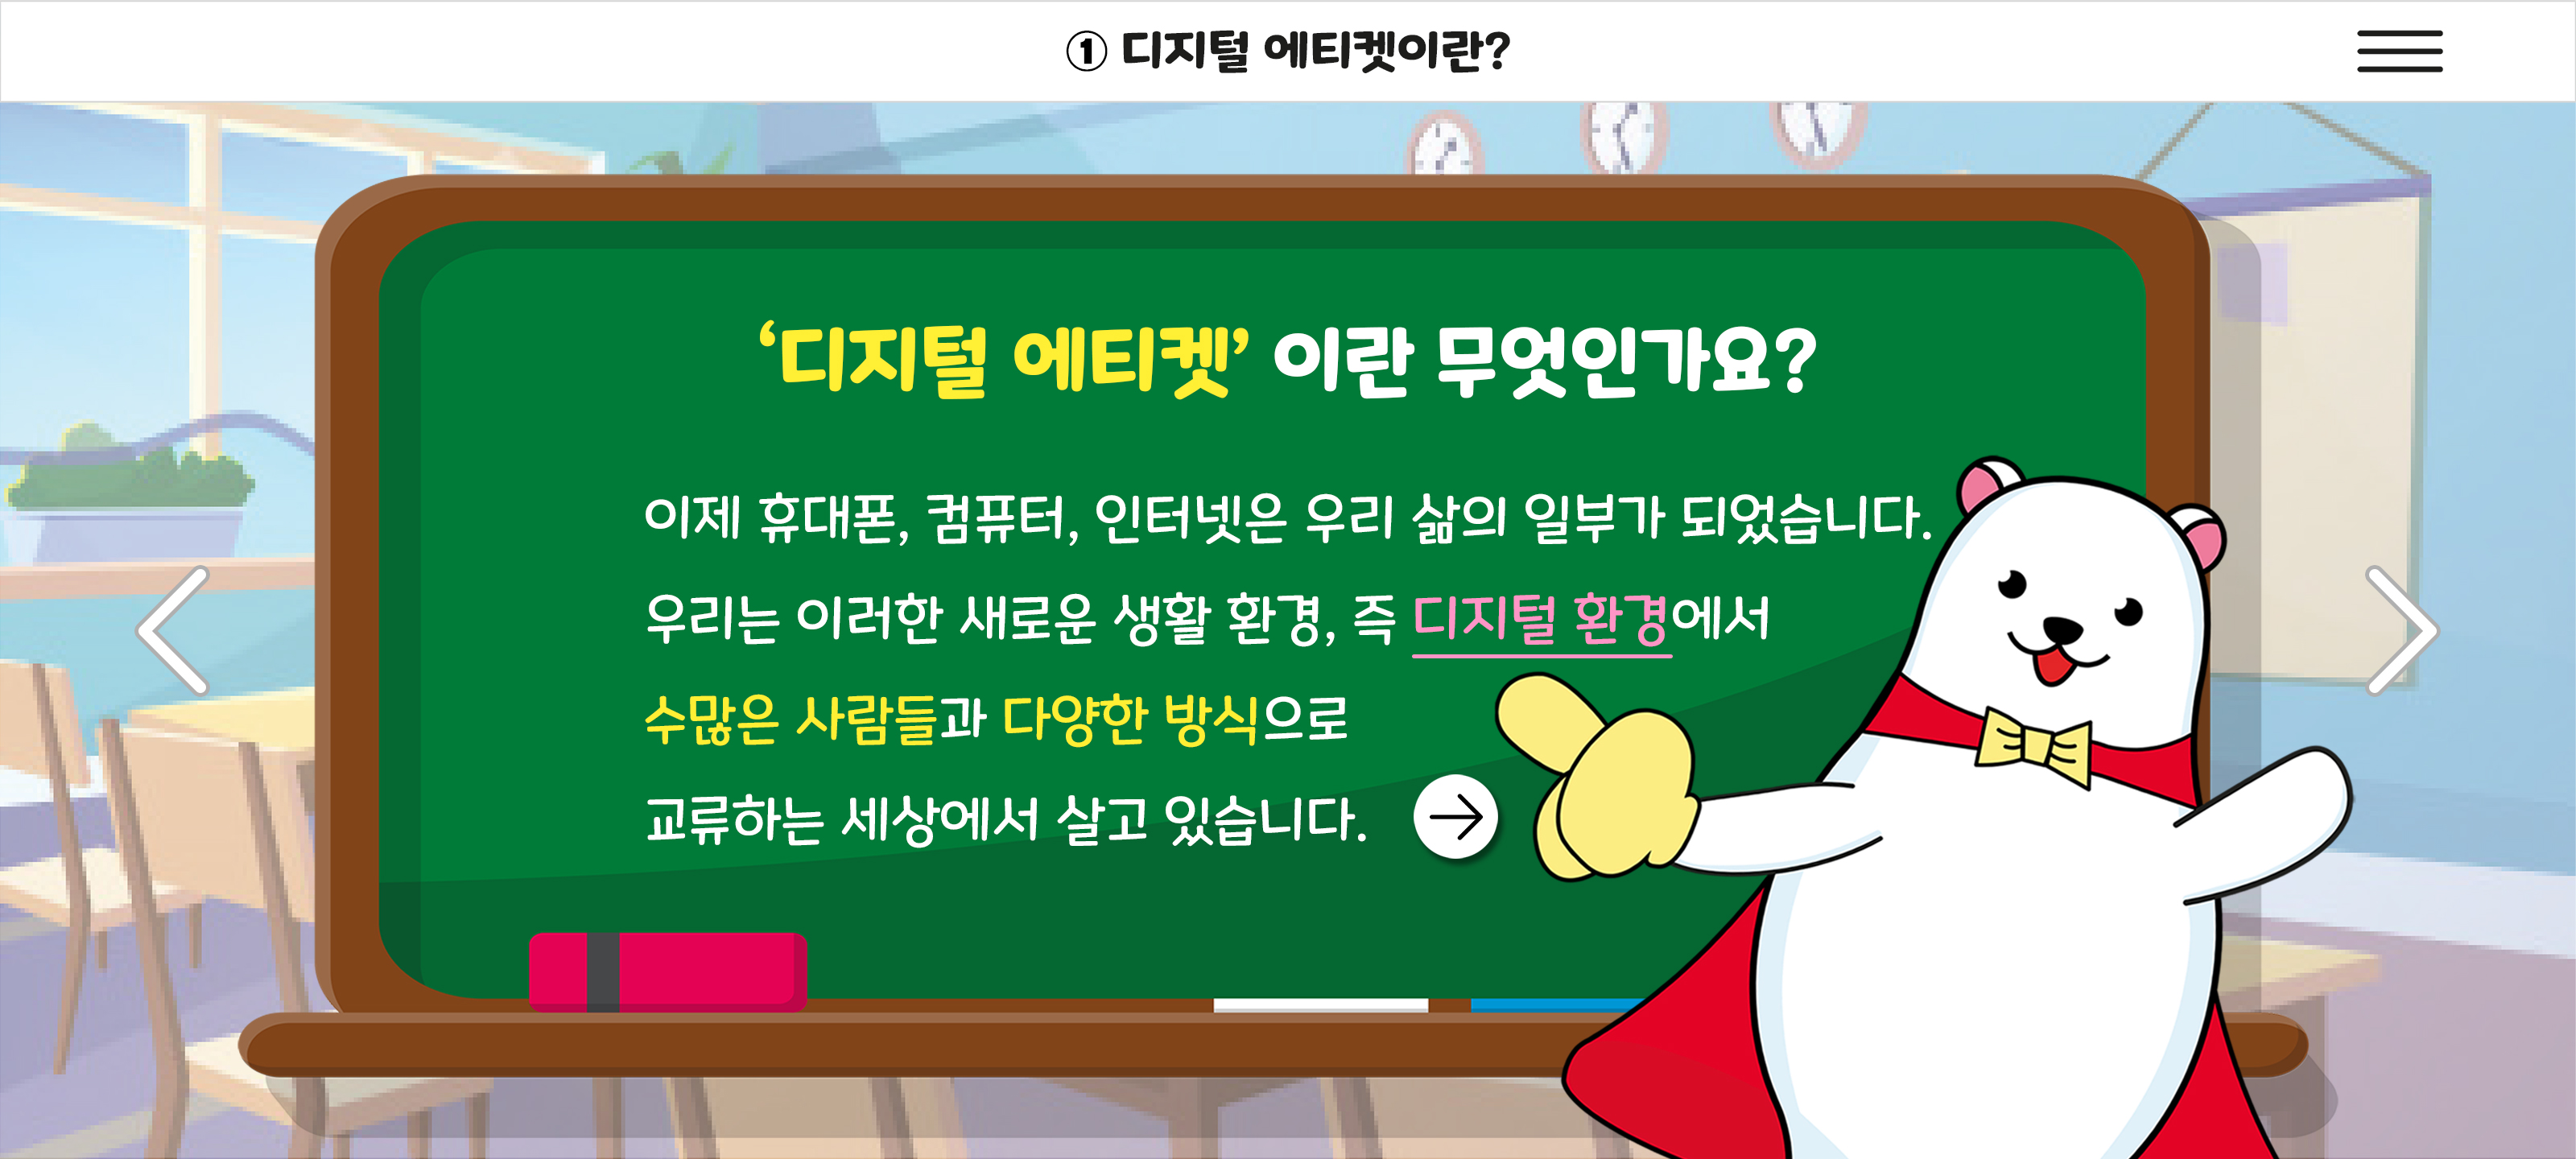 ① 디지털 에티켓이란?
‘디지털 에티켓’ 이란 무엇인가요?
이제 휴대폰, 컴퓨터, 인터넷은 우리 삶의 일부가 되었습니다.
우리는 이러한 새로운 생활 환경, 즉 디지털 환경에서
수많은 사람들과 다양한 방식으로
교류하는 세상에서 살고 있습니다.